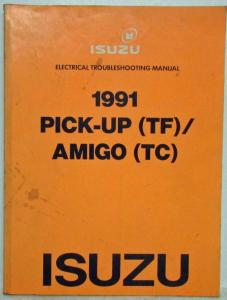 ISUZU
ELECTRICAL TROUBLESHOOTING MANUAL
1991
PICK-UP (TF)/
AMIGO (TC)
ISUZU